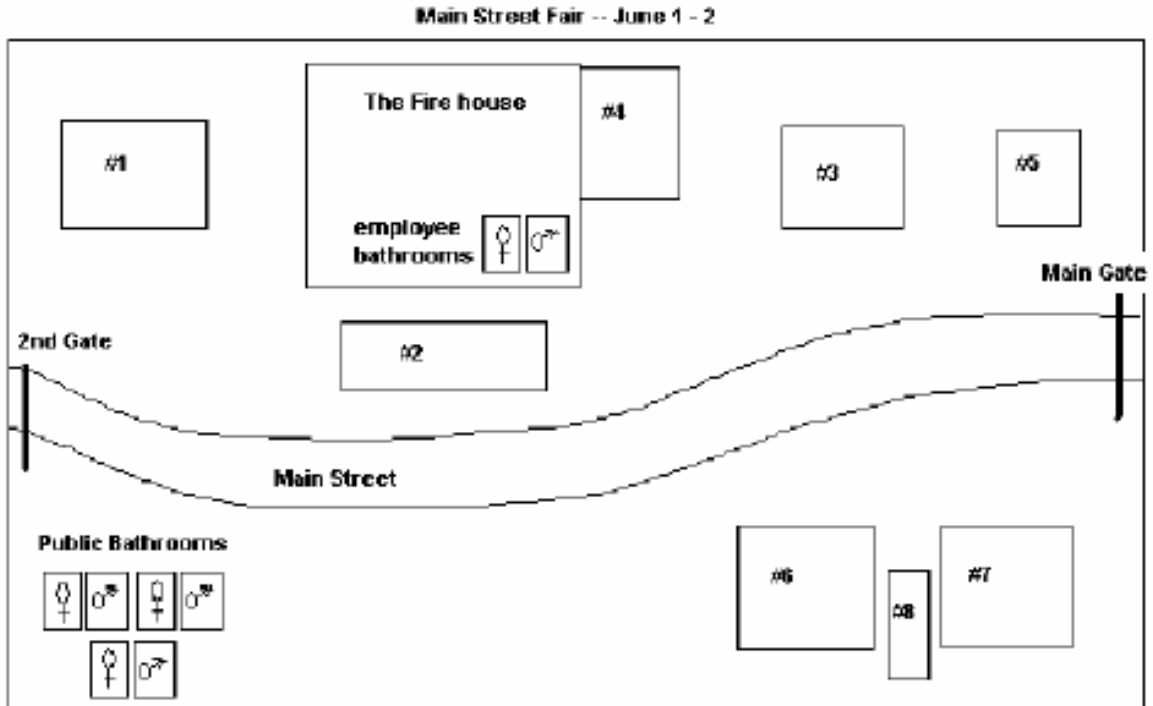 Main Street Fair -- June 1 - 2
The Fire house
#4
#1
#3
#5
employee
bathrooms
Main Gate
2nd Gate
#2
Main Street
Public Bathrooms
#6
#7
#8